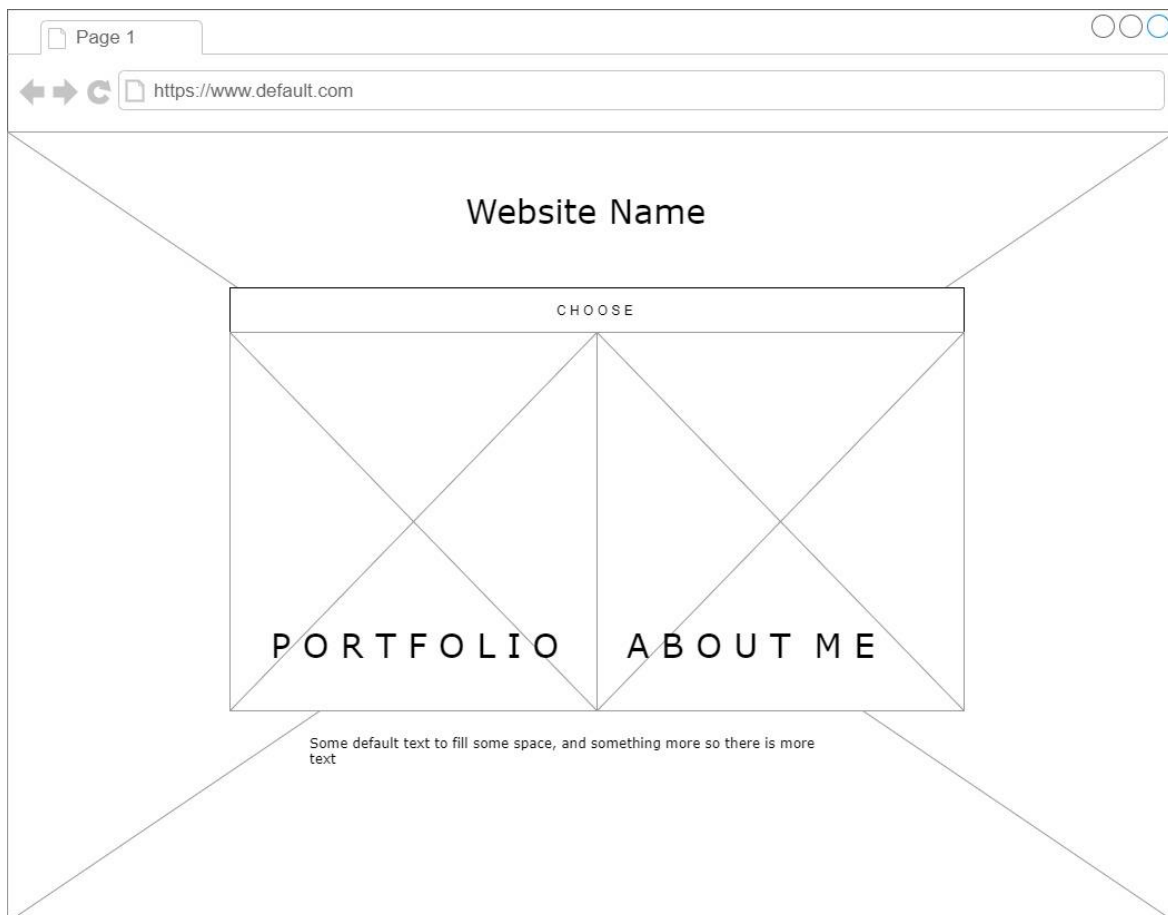 Page 1
https://www.default.com
Website Name
CHOOSE
PORTFOLIO
ABOUT ME
Some default text to fill some space, and something more so there is more
text